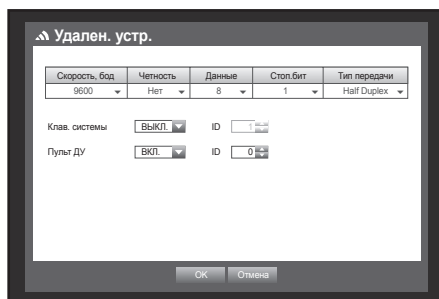 Удален. устр.
Скорость, бод Четность Данные Стоп.бит Тип передачи
9600 Нет 8 1 Half Duplex
Клав. системы ВЫКЛ. ID 1
Пульт ДУ ВКЛ. ID 0
OK Отмена